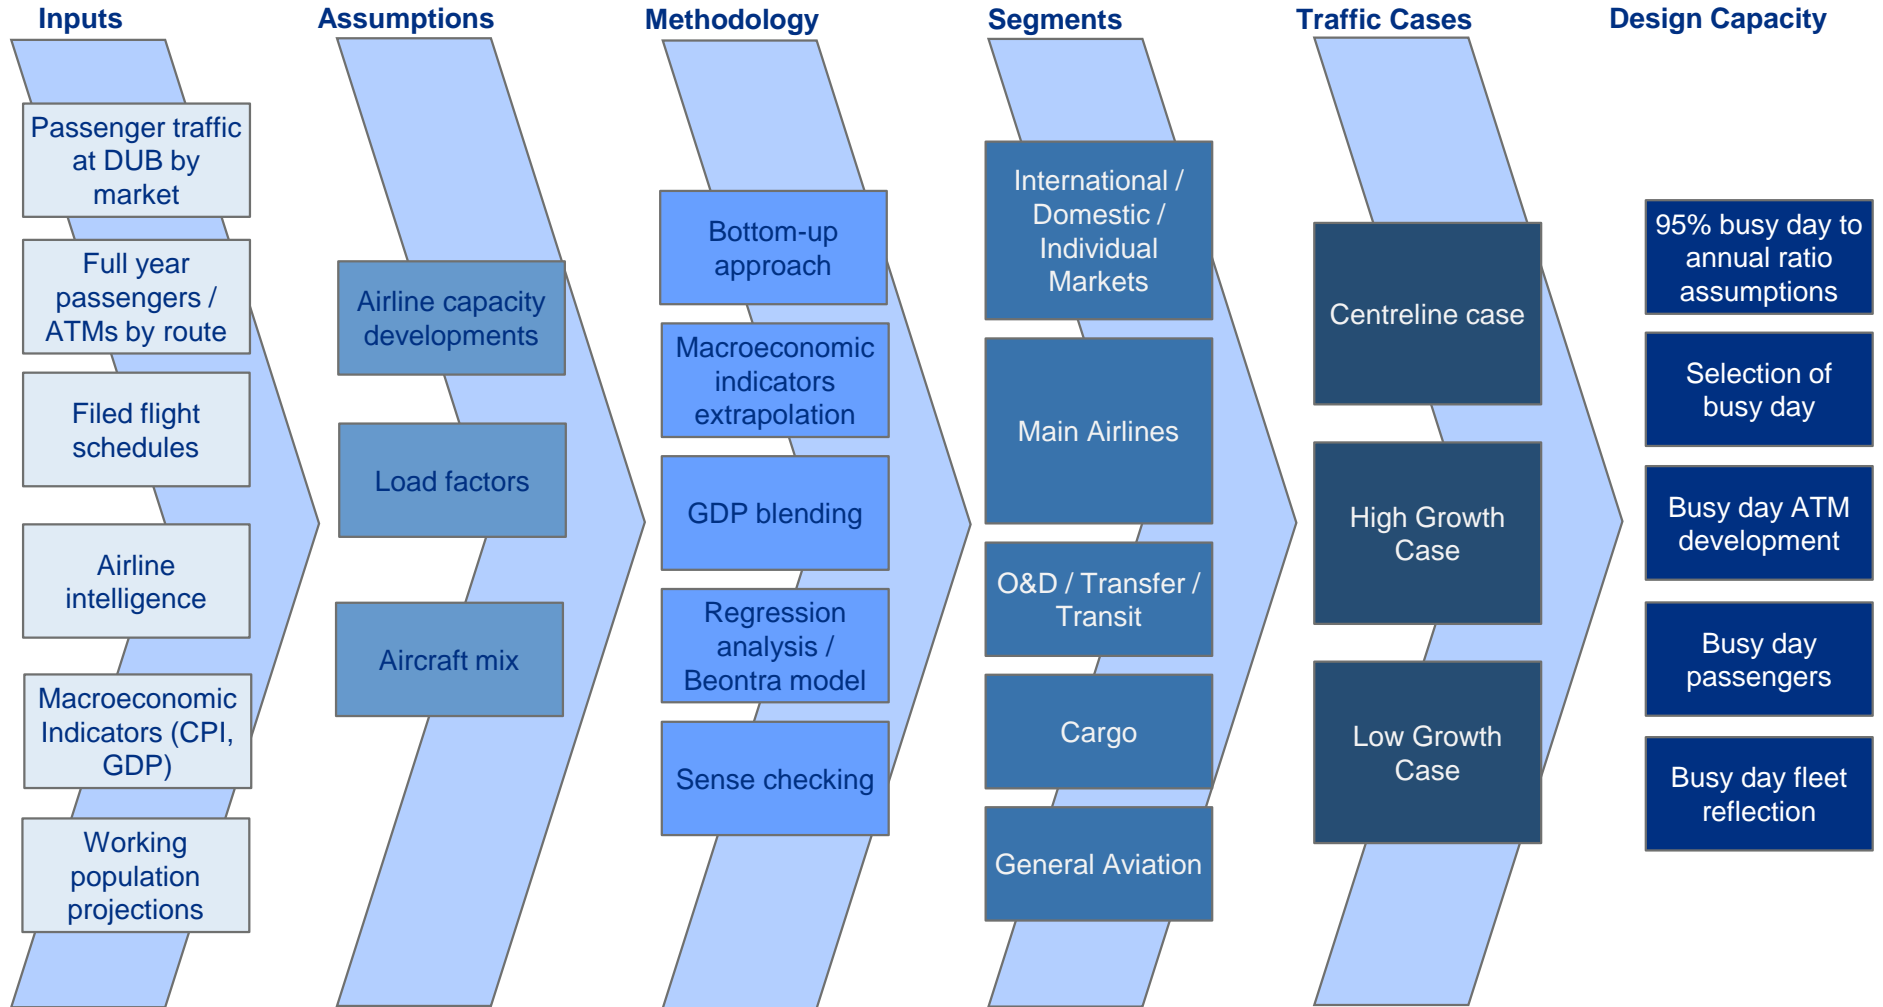 Inputs
Passenger traffic
at DUB by
market
Full year
passengers /
ATMs by route
Filed flight
schedules
Airline
intelligence
Macroeconomic
Indicators (CPI,
GDP)
Working
population
projections
Assumptions
Airline capacity
developments
Load factors
Aircraft mix
Methodology
Bottom-up
approach
Macroeconomic
indicators
extrapolation
GDP blending
Regression
analysis /
Beontra model
Sense checking
Segments
International /
Domestic /
Individual
Markets
Main Airlines
O&D / Transfer /
Transit
Cargo
General Aviation
Traffic Cases
Centreline case
High Growth
Case
Low Growth
Case
Design Capacity
95% busy day to
annual ratio
assumptions
Selection of
busy day
Busy day ATM
development
Busy day
passengers
Busy day fleet
reflection